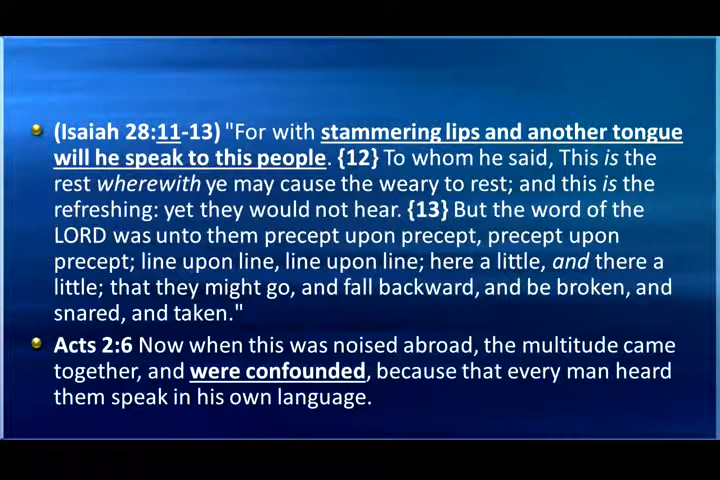 (Isaiah 28:11-13) "For with stammering lips and another tongue
will he speak to this people. {12} To whom he said, This is the
rest wherewith ye may cause the weary to rest; and this is the
refreshing: yet they would not hear. {13} But the word of the
LORD was unto them precept upon precept, precept upon
precept; line upon line, line upon line; here a little, and there a
little; that they might go, and fall backward, and be broken, and
snared, and taken."
Acts 2:6 Now when this was noised abroad, the multitude came
together, and were confounded, because that every man heard
them speak in his own language.